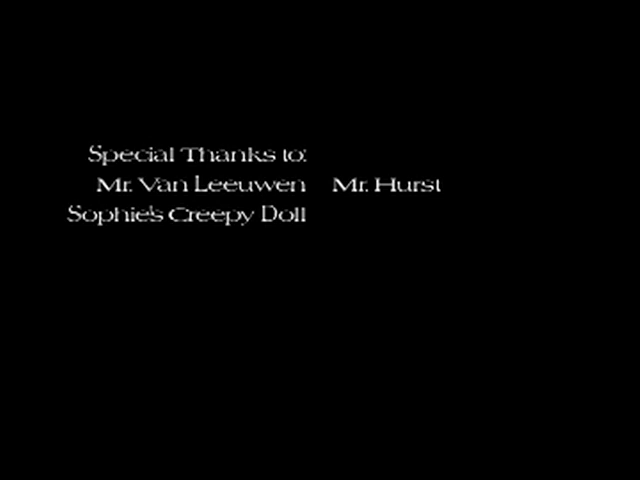 Special Thanks to:
Mr. Van Leeuwen    Mr. Hurst
Sophie's Creepy Doll